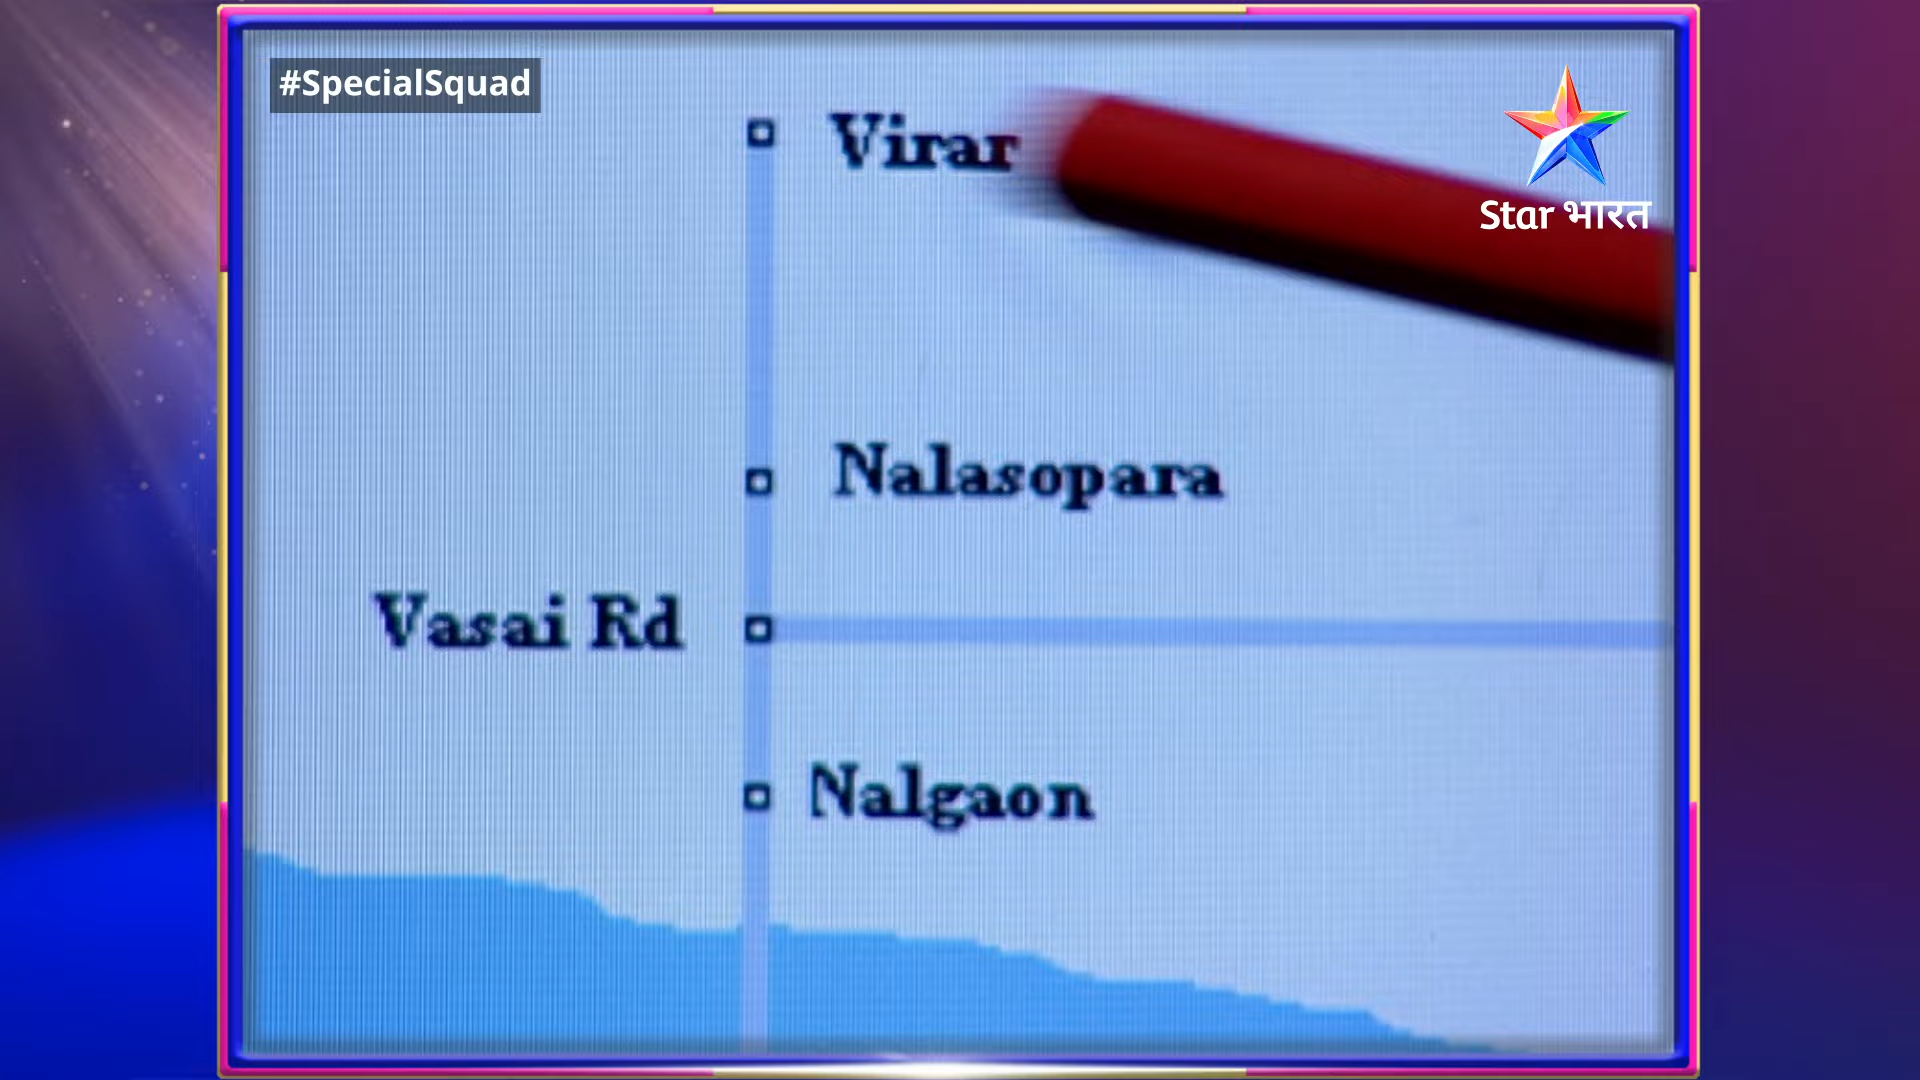 #SpecialSquad
Star भारत
Virar
Nalasopara
Vasai Rd
Nalgaon